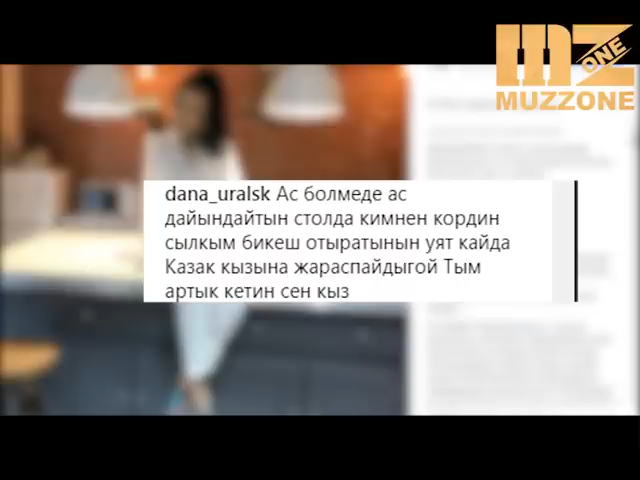 MZ
ONE
MUZZONE
dana_uralsk Ас болмеде ас
дайындайтын столда кимнен кордин
сылкым бикеш отыратынын уят кайда
Казак кызына жараспайдыгой Тым
артык кетин сен кыз